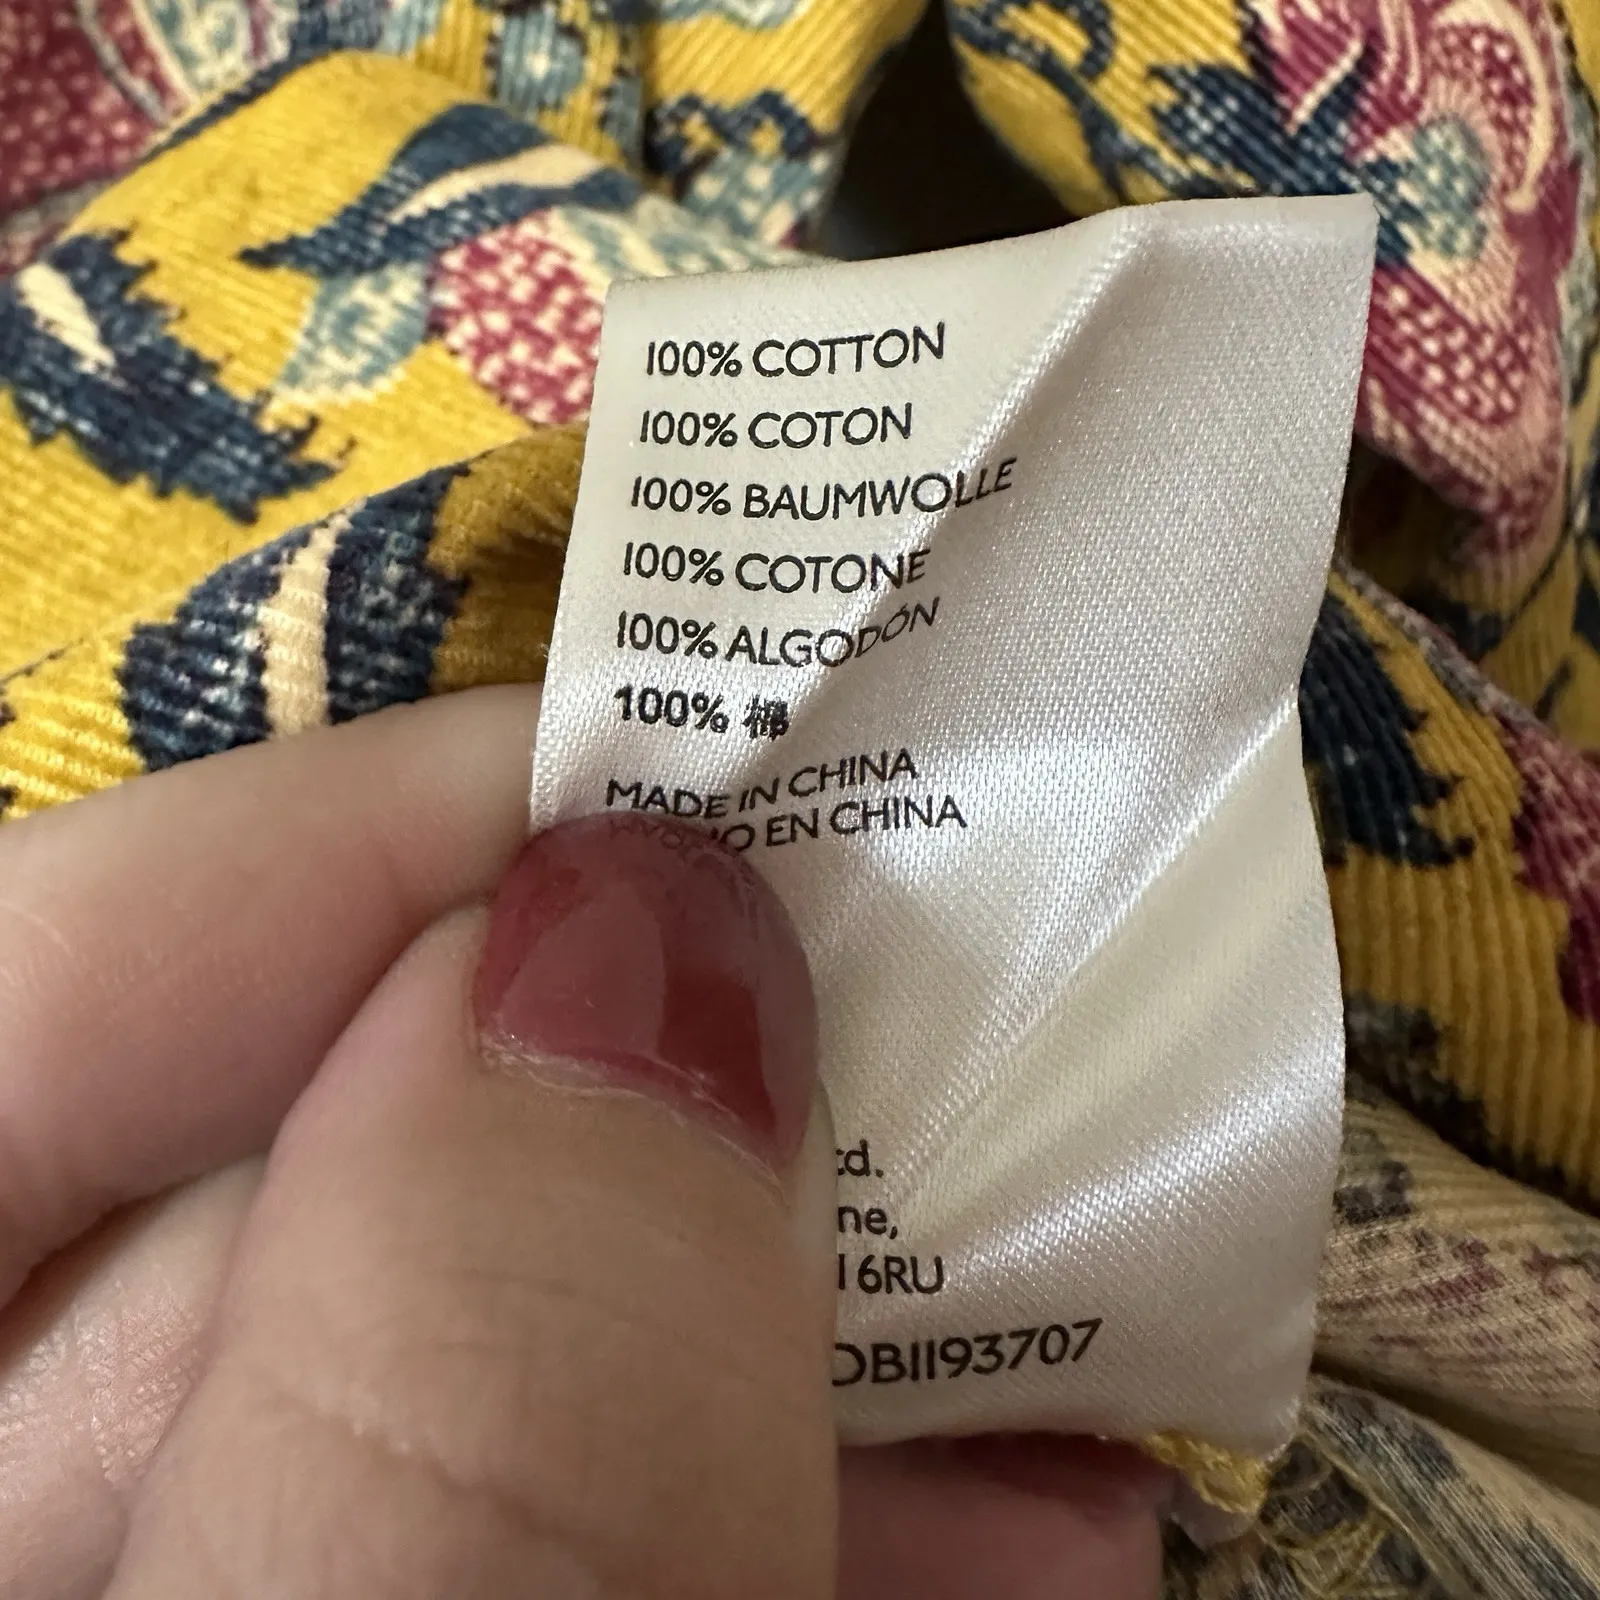 100% COTTON
100% COTON
100% BAUMWOLLE
100% COTONE
100% ALGODÓN
100% 棉
MADE IN CHINA
EN CHINA
td.
ne,
1 6RU
OB1193707